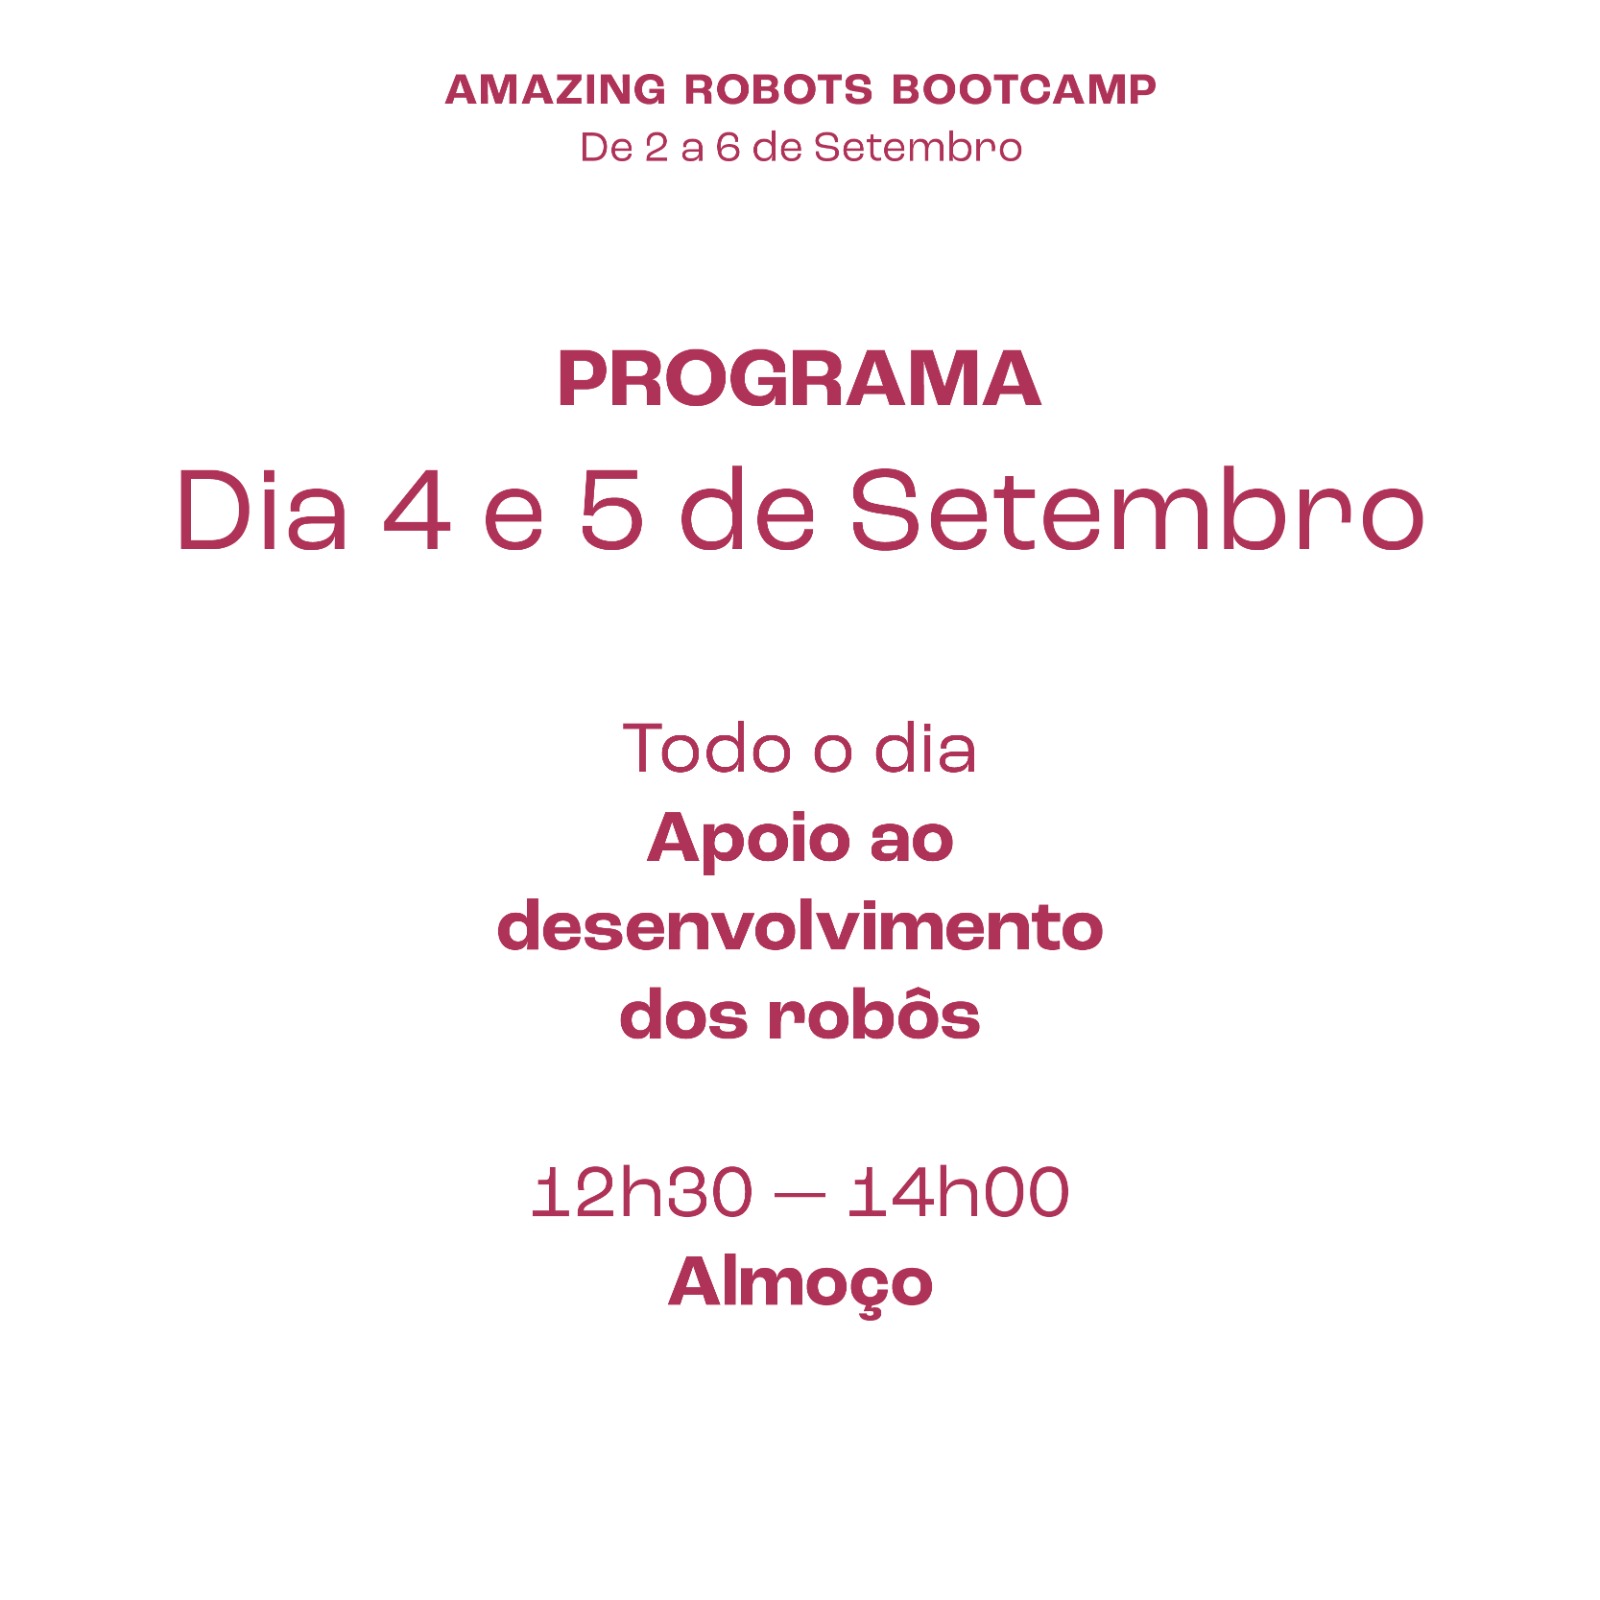 AMAZING ROBOTS BOOTCAMP
De 2 a 6 de Setembro
PROGRAMA
Dia 4 e 5 de Setembro
Todo o dia
Apoio ao
desenvolvimento
dos robôs
12h30 — 14h00
Almoço